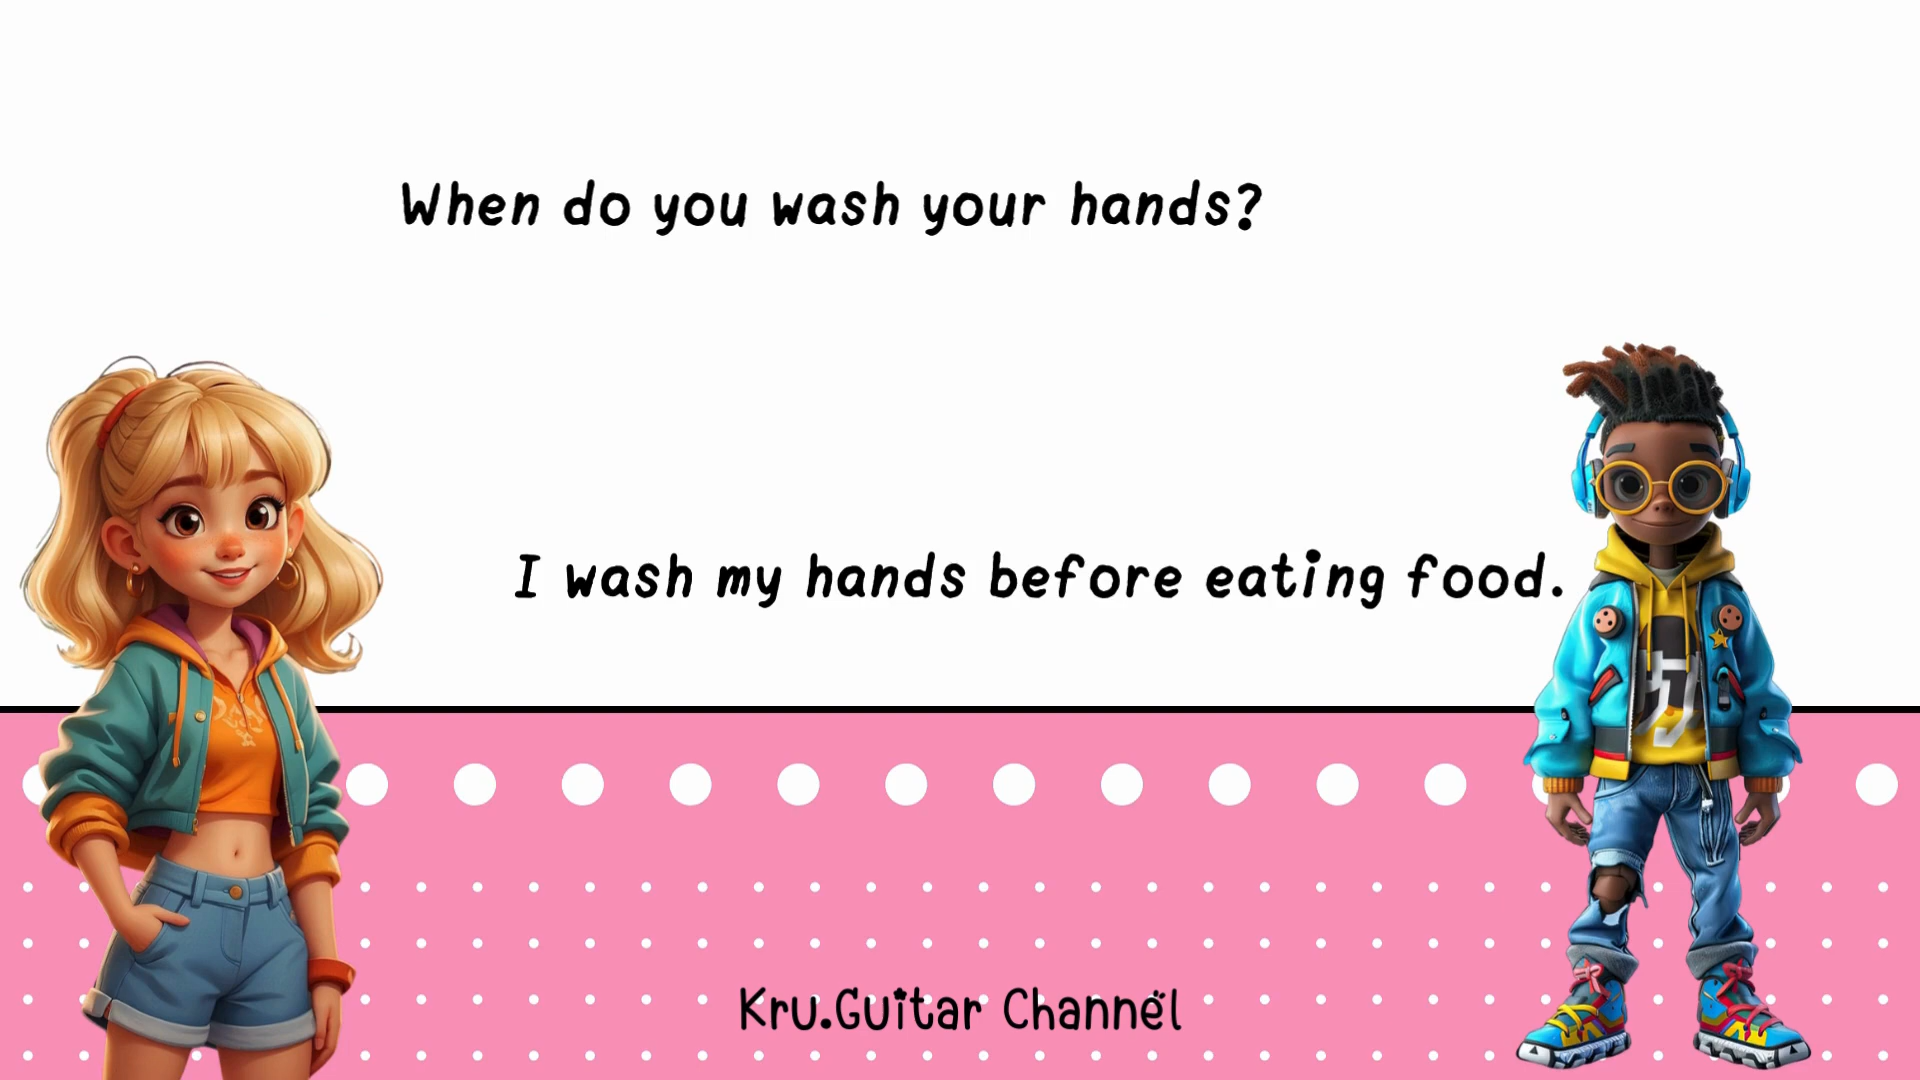 When do you wash your hands?
I wash my hands before eating food.
Kru.Guitar Channel